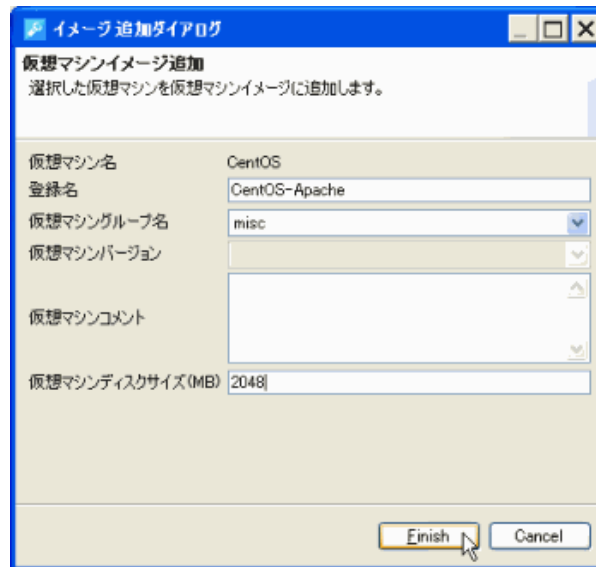 イメージ追加ダイアログ
仮想マシンイメージ追加
選択した仮想マシンを仮想マシンイメージに追加します。
仮想マシン名 CentOS
登録名 CentOS-Apache
仮想マシングループ名 misc
仮想マシンバージョン
仮想マシンコメント
仮想マシンディスクサイズ(MB) 2048
Finish Cancel